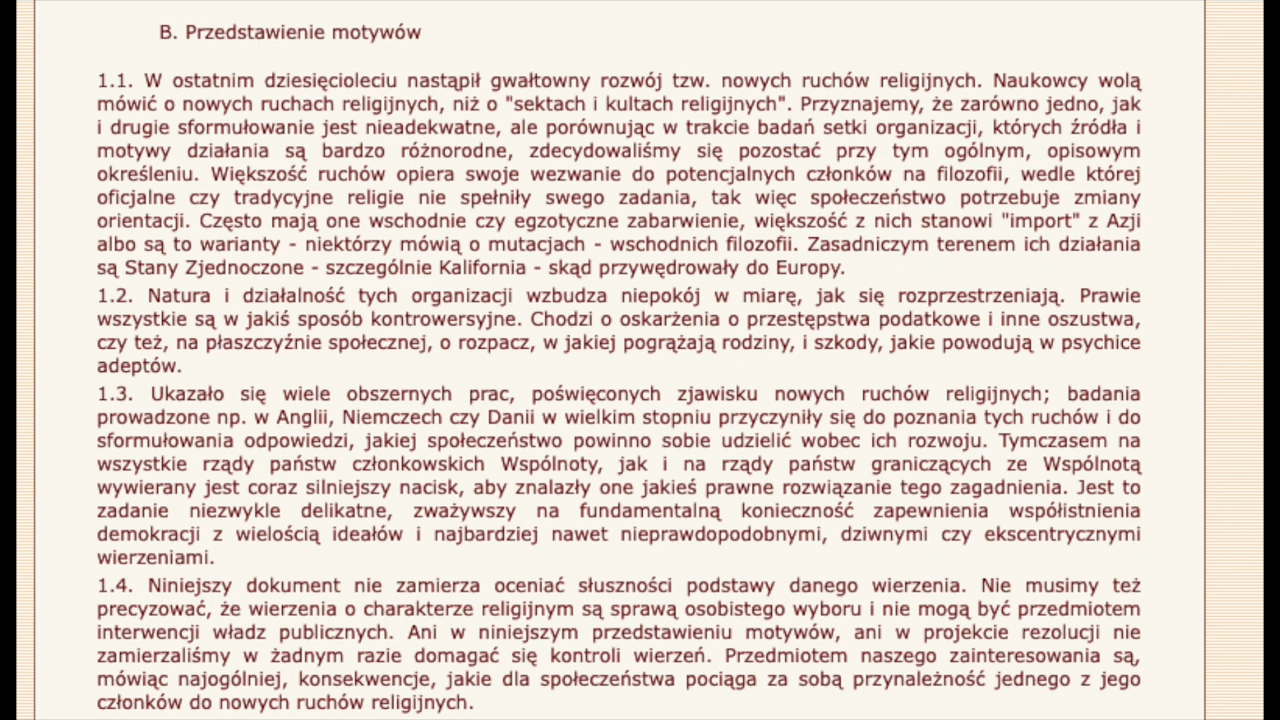 B. Przedstawienie motywów
1.1. W ostatnim dziesięcioleciu nastąpił gwałtowny rozwój tzw. nowych ruchów religijnych. Naukowcy wolą
mówić o nowych ruchach religijnych, niż o "sektach i kultach religijnych". Przyznajemy, że zarówno jedno, jak
i drugie sformułowanie jest nieadekwatne, ale porównując w trakcie badań setki organizacji, których źródła i
motywy działania są bardzo różnorodne, zdecydowaliśmy się pozostać przy tym ogólnym, opisowym
określeniu. Większość ruchów opiera swoje wezwanie do potencjalnych członków na filozofii, wedle której
oficjalne czy tradycyjne religie nie spełniły swego zadania, tak więc społeczeństwo potrzebuje zmiany
orientacji. Często mają one wschodnie czy egzotyczne zabarwienie, większość z nich stanowi "import" z Azji
albo są to warianty - niektórzy mówią o mutacjach - wschodnich filozofii. Zasadniczym terenem ich działania
są Stany Zjednoczone - szczególnie Kalifornia - skąd przywędrowały do Europy.
1.2. Natura i działalność tych organizacji wzbudza niepokój w miarę, jak się rozprzestrzeniają. Prawie
wszystkie są w jakiś sposób kontrowersyjne. Chodzi o oskarżenia o przestępstwa podatkowe i inne oszustwa,
czy też, na płaszczyźnie społecznej, o rozpacz, w jakiej pogrążają rodziny, i szkody, jakie powodują w psychice
adeptów.
1.3. Ukazało się wiele obszernych prac, poświęconych zjawisku nowych ruchów religijnych; badania
prowadzone np. w Anglii, Niemczech czy Danii w wielkim stopniu przyczyniły się do poznania tych ruchów i do
sformułowania odpowiedzi, jakiej społeczeństwo powinno sobie udzielić wobec ich rozwoju. Tymczasem na
wszystkie rządy państw członkowskich Wspólnoty, jak i na rządy państw graniczących ze Wspólnotą
wywierany jest coraz silniejszy nacisk, aby znalazły one jakieś prawne rozwiązanie tego zagadnienia. Jest to
zadanie niezwykle delikatne, zważywszy na fundamentalną konieczność zapewnienia współistnienia
demokracji z wielością ideałów i najbardziej nawet nieprawdopodobnymi, dziwnymi czy ekscentrycznymi
wierzeniami.
1.4. Niniejszy dokument nie zamierza oceniać słuszności podstawy danego wierzenia. Nie musimy też
precyzować, że wierzenia o charakterze religijnym są sprawą osobistego wyboru i nie mogą być przedmiotem
interwencji władz publicznych. Ani w niniejszym przedstawieniu motywów, ani w projekcie rezolucji nie
zamierzaliśmy w żadnym razie domagać się kontroli wierzeń. Przedmiotem naszego zainteresowania są,
mówiąc najogólniej, konsekwencje, jakie dla społeczeństwa pociąga za sobą przynależność jednego z jego
członków do nowych ruchów religijnych.